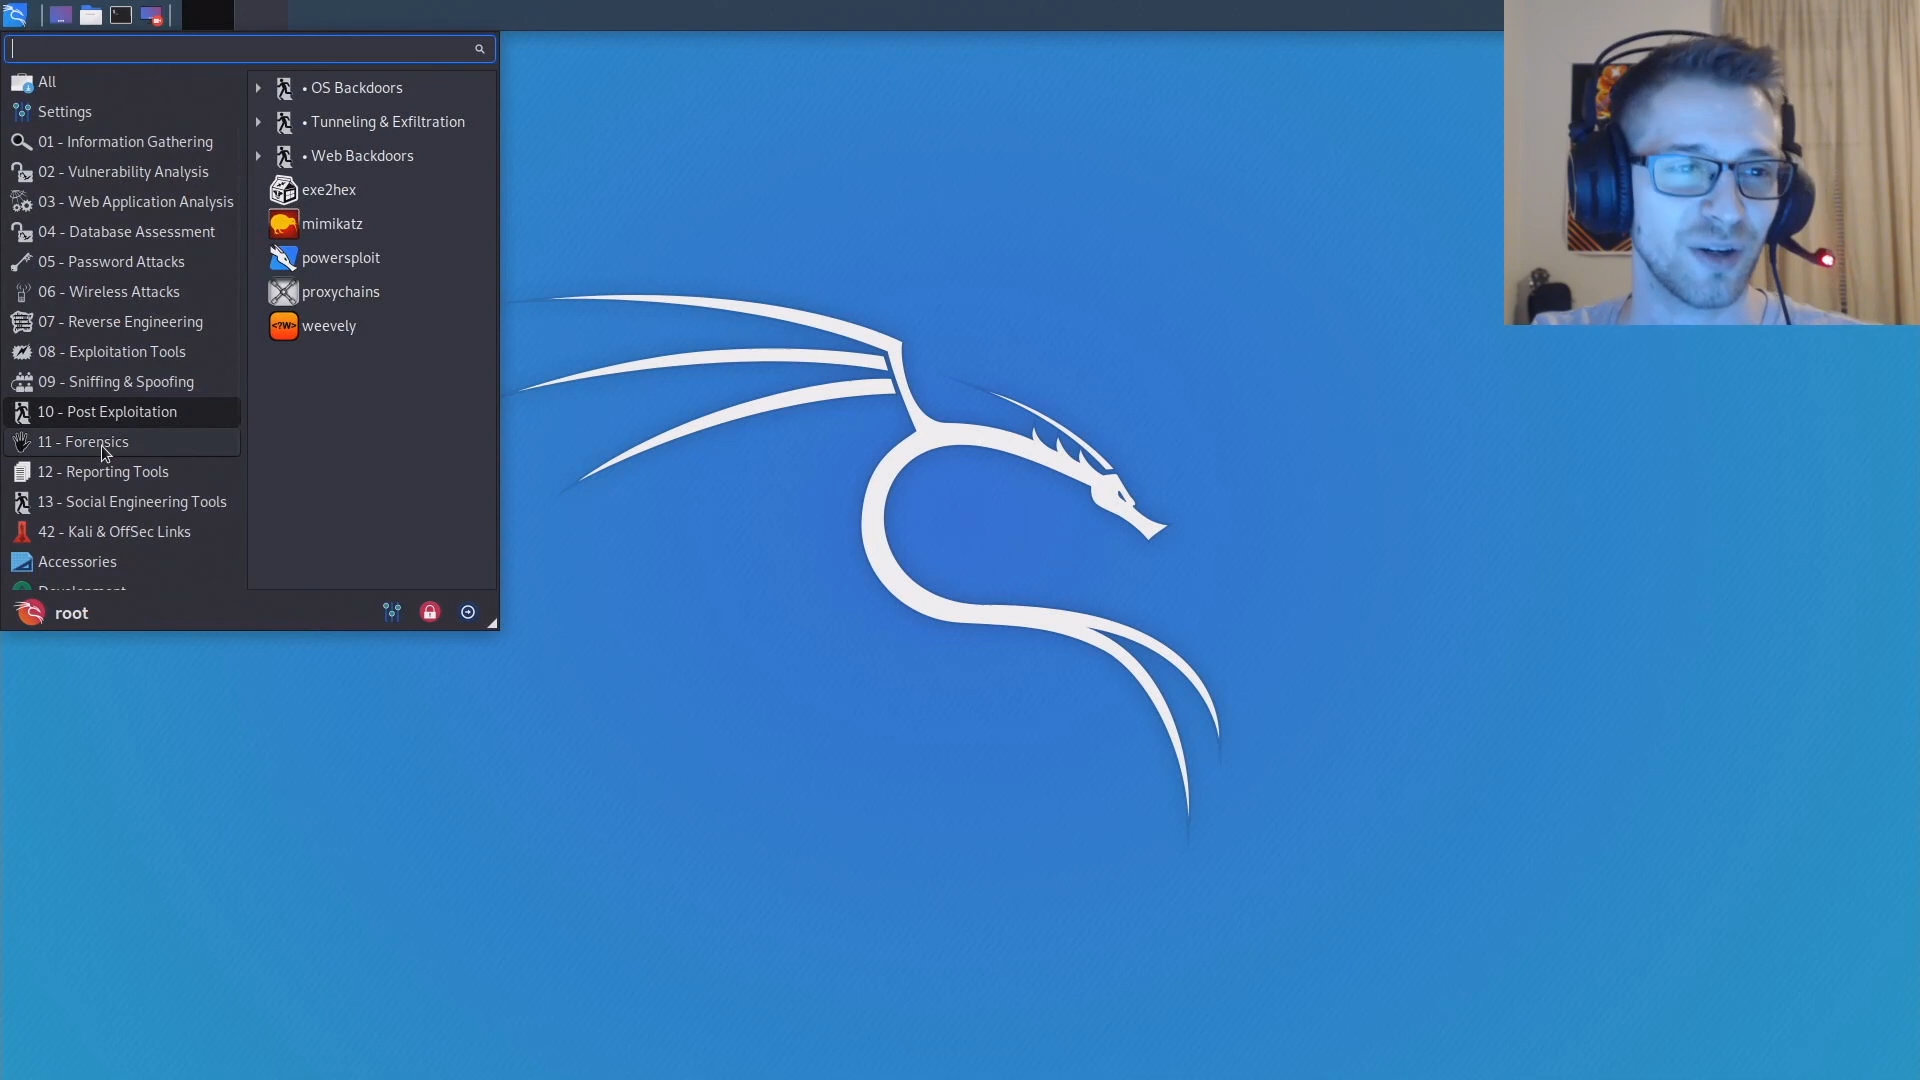 All
Settings
01 - Information Gathering
02 - Vulnerability Analysis
03 - Web Application Analysis
04 - Database Assessment
05 - Password Attacks
06 - Wireless Attacks
07 - Reverse Engineering
08 - Exploitation Tools
09 - Sniffing & Spoofing
10 - Post Exploitation
11 - Forensics
12 - Reporting Tools
13 - Social Engineering Tools
42 - Kali & OffSec Links
Accessories
Development
• OS Backdoors
• Tunneling & Exfiltration
• Web Backdoors
exe2hex
mimikatz
powersploit
proxychains
<?W> weevely
root